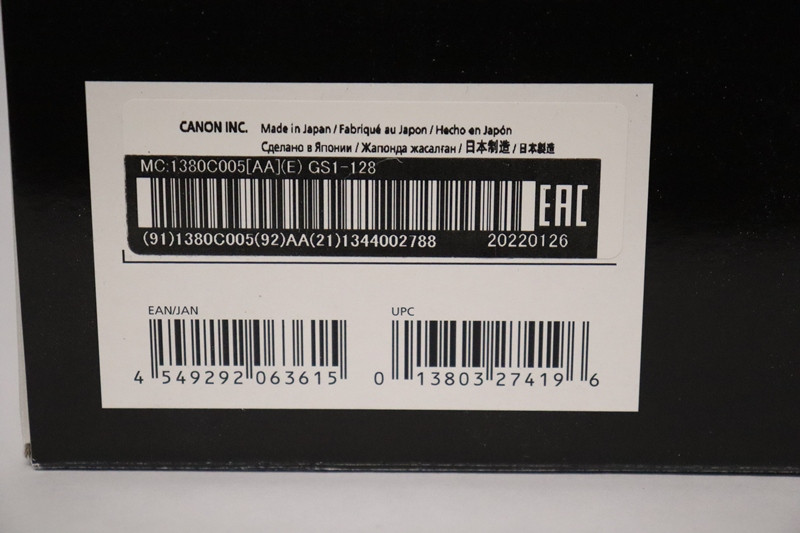 CANON INC. Made in Japan / Fabriqué au Japon / Hecho en Japón
Сделано в Японии / Жапонда жасалған / 日本制造 / 日本製造
MC:1380C005[AA](E) GS1-128
EAC
(91)1380C005(92)AA(21)1344002788 20220126
EAN/JAN UPC
4 549292 063615 0 13803 27419 6